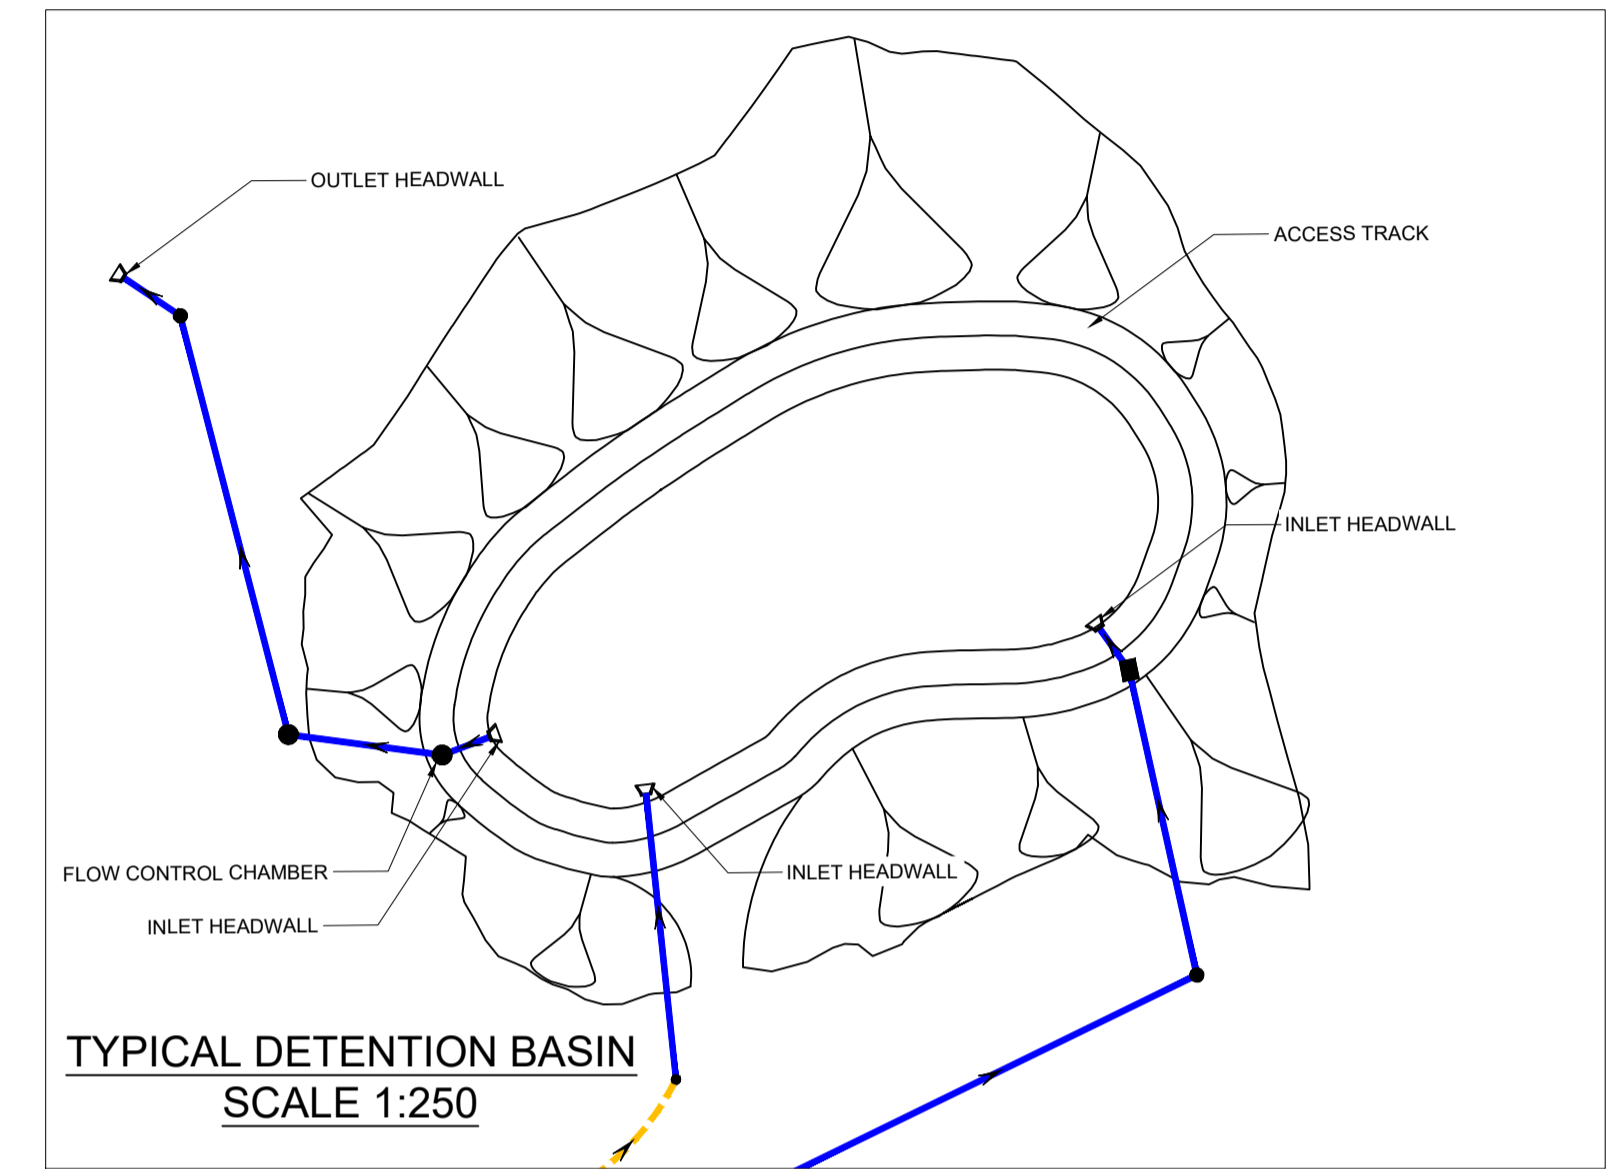 OUTLET HEADWALL
ACCESS TRACK
INLET HEADWALL
FLOW CONTROL CHAMBER
INLET HEADWALL
INLET HEADWALL
TYPICAL DETENTION BASIN
SCALE 1:250